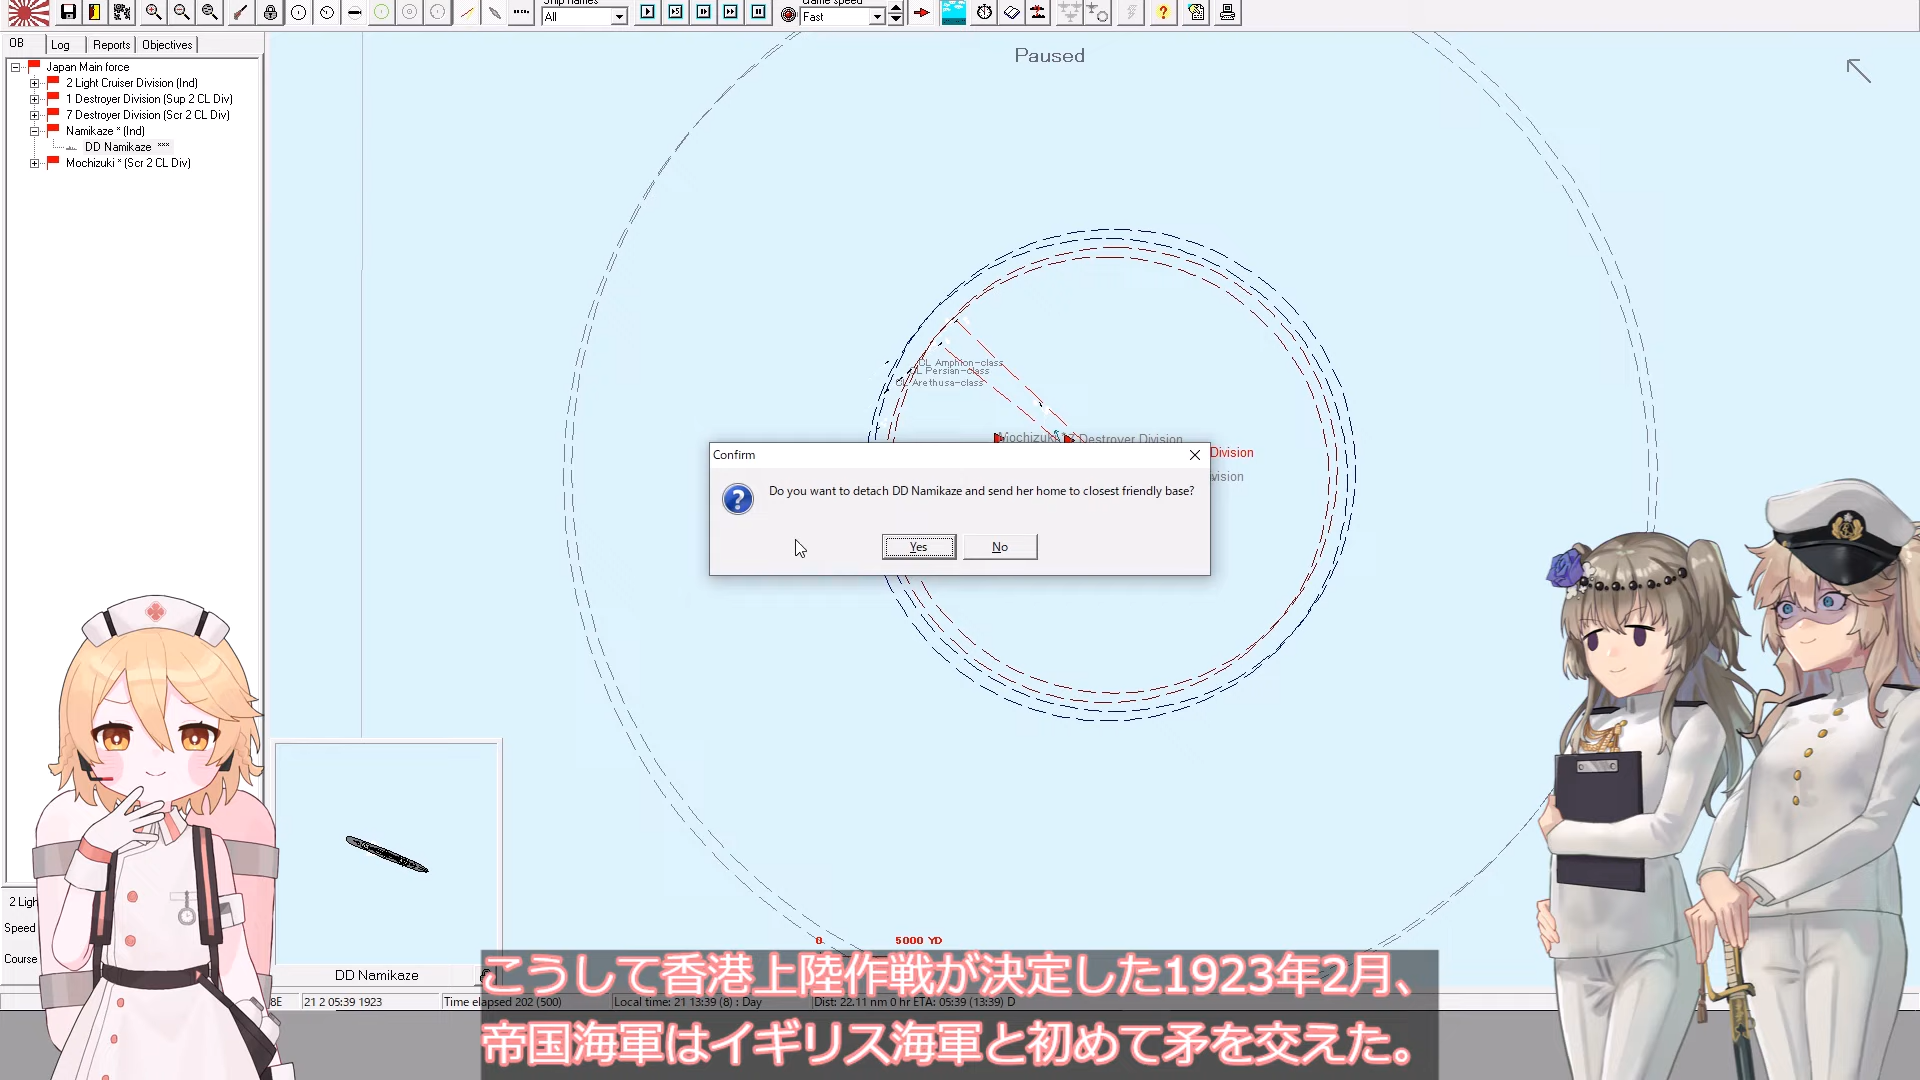 Ship names
All
Game speed
Fast
OB
Log
Reports
Objectives
Japan Main force
2 Light Cruiser Division (Ind)
1 Destroyer Division (Sup 2 CL Div)
7 Destroyer Division (Scr 2 CL Div)
Namikaze * (Ind)
DD Namikaze ***
Mochizuki * (Scr 2 CL Div)
Paused
CL Amphion-class
CL Persian-class
CL Arethusa-class
Mochizuki
Destroyer Division
Division
Confirm
Do you want to detach DD Namikaze and send her home to closest friendly base?
Yes
No
2 Ligh
Speed
Course
DD Namikaze
0
5000 YD
21 2 05:39 1923
Time elapsed 202 (500)
Local time: 21 13:39 (8) : Day
Dist: 22.11 nm 0 hr ETA: 05:39 (13:39) D
こうして香港上陸作戦が決定した1923年2月、
帝国海軍はイギリス海軍と初めて矛を交えた。